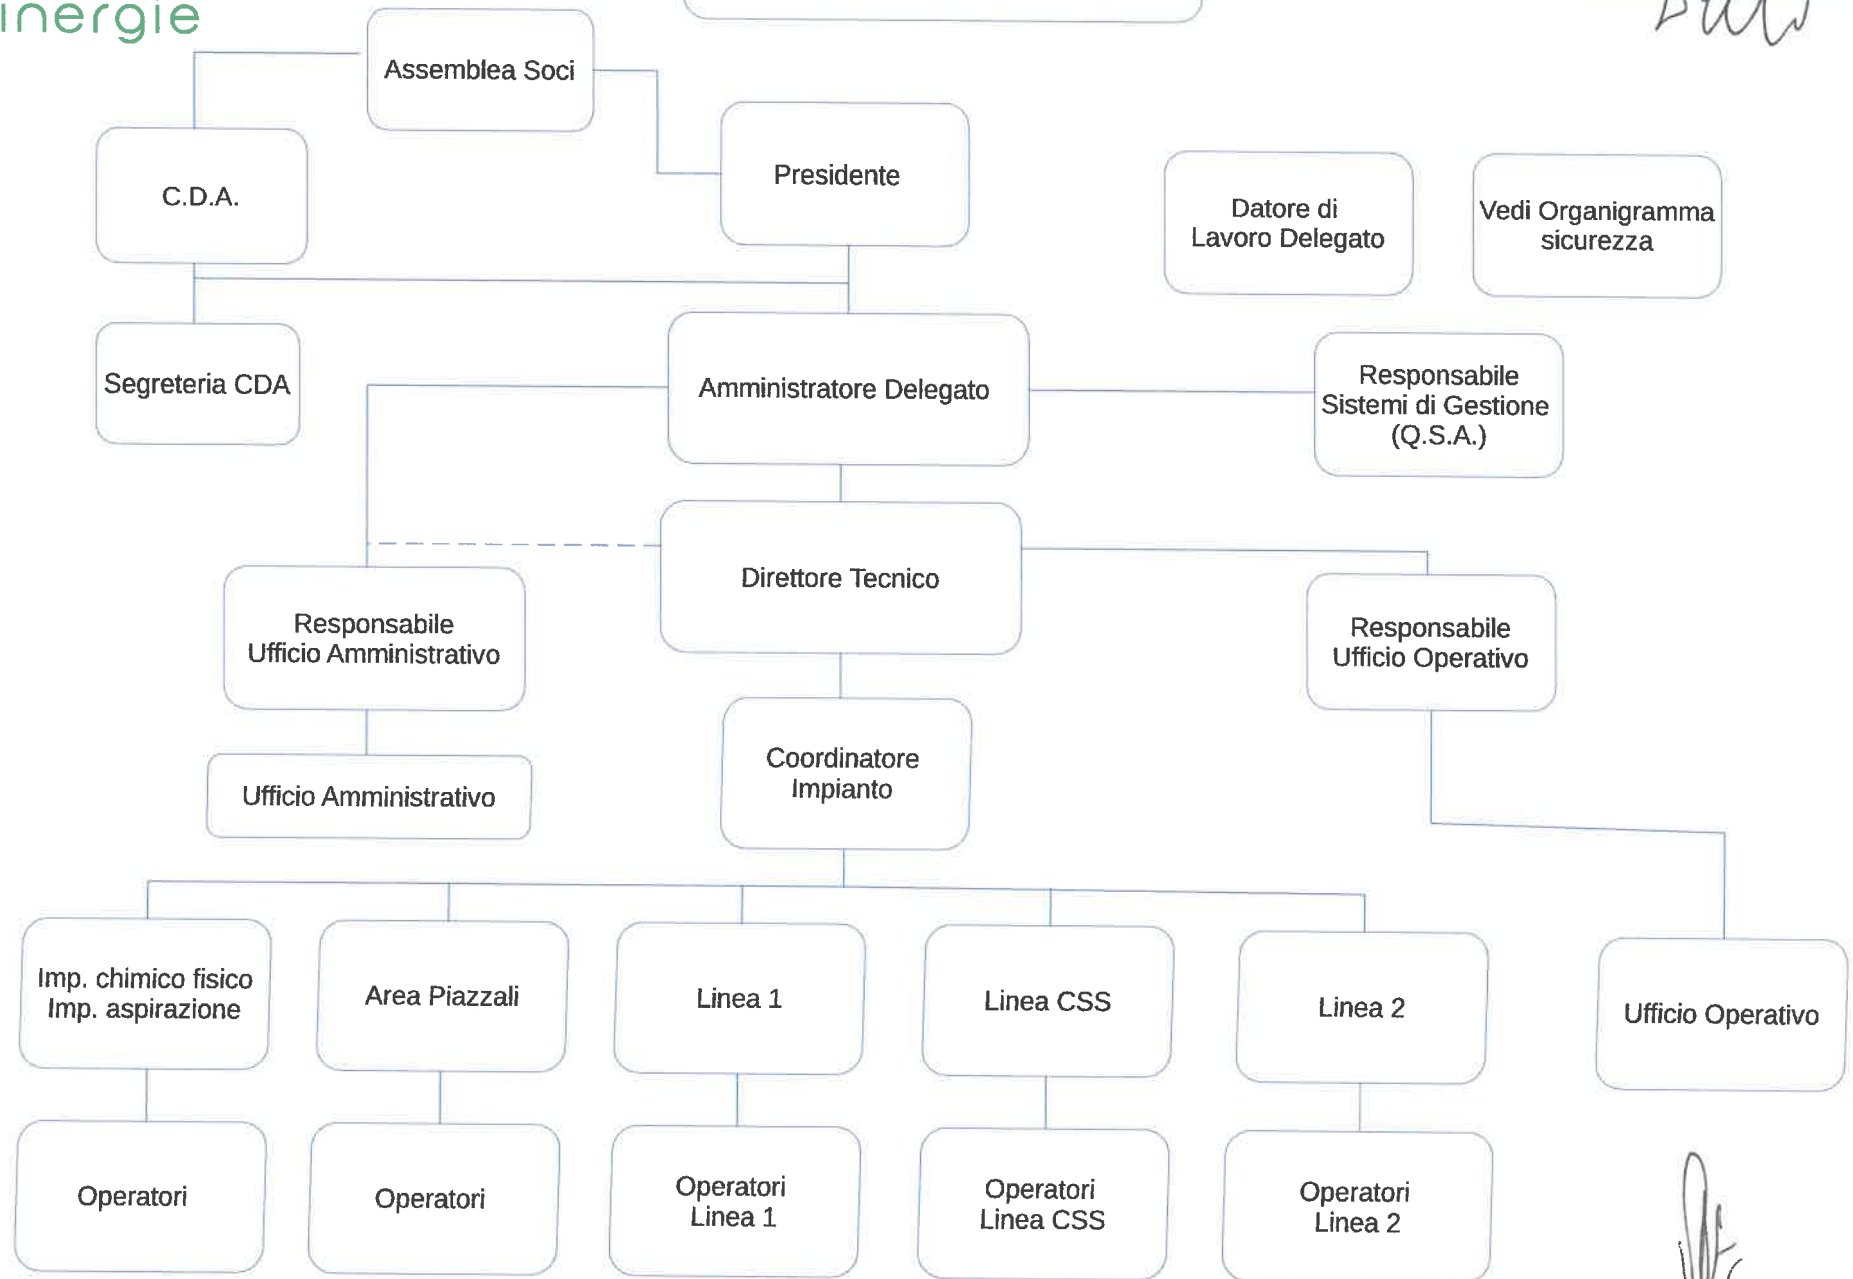 inergie
Assemblea Soci
Presidente
C.D.A.
Datore di
Lavoro Delegato
Vedi Organigramma
sicurezza
Segreteria CDA
Amministratore Delegato
Responsabile
Sistemi di Gestione
(Q.S.A.)
Direttore Tecnico
Responsabile
Ufficio Amministrativo
Responsabile
Ufficio Operativo
Coordinatore
Impianto
Ufficio Amministrativo
Imp. chimico fisico
Imp. aspirazione
Area Piazzali
Linea 1
Linea CSS
Linea 2
Ufficio Operativo
Operatori
Operatori
Operatori
Linea 1
Operatori
Linea CSS
Operatori
Linea 2